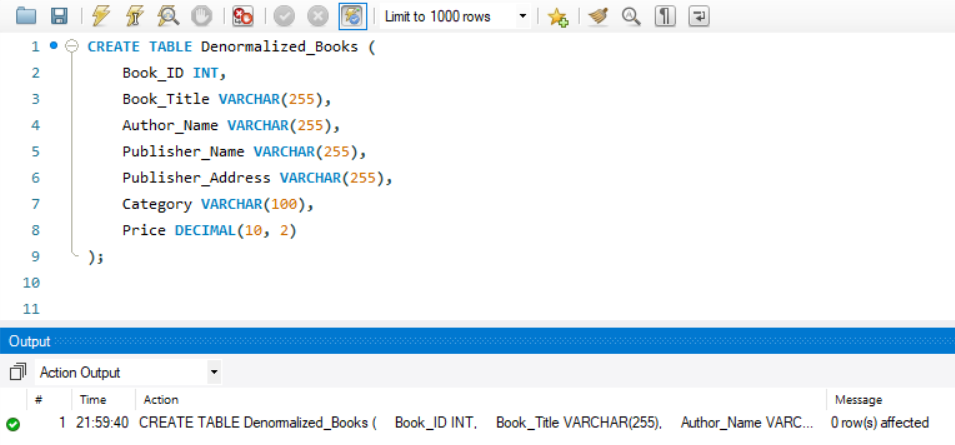 Limit to 1000 rows
1 CREATE TABLE Denormalized_Books (
2 Book_ID INT,
3 Book_Title VARCHAR(255),
4 Author_Name VARCHAR(255),
5 Publisher_Name VARCHAR(255),
6 Publisher_Address VARCHAR(255),
7 Category VARCHAR(100),
8 Price DECIMAL(10, 2)
9 );
10
11
Output
Action Output
# Time Action Message
1 21:59:40 CREATE TABLE Denormalized_Books ( Book_ID INT, Book_Title VARCHAR(255), Author_Name VARC... 0 row(s) affected